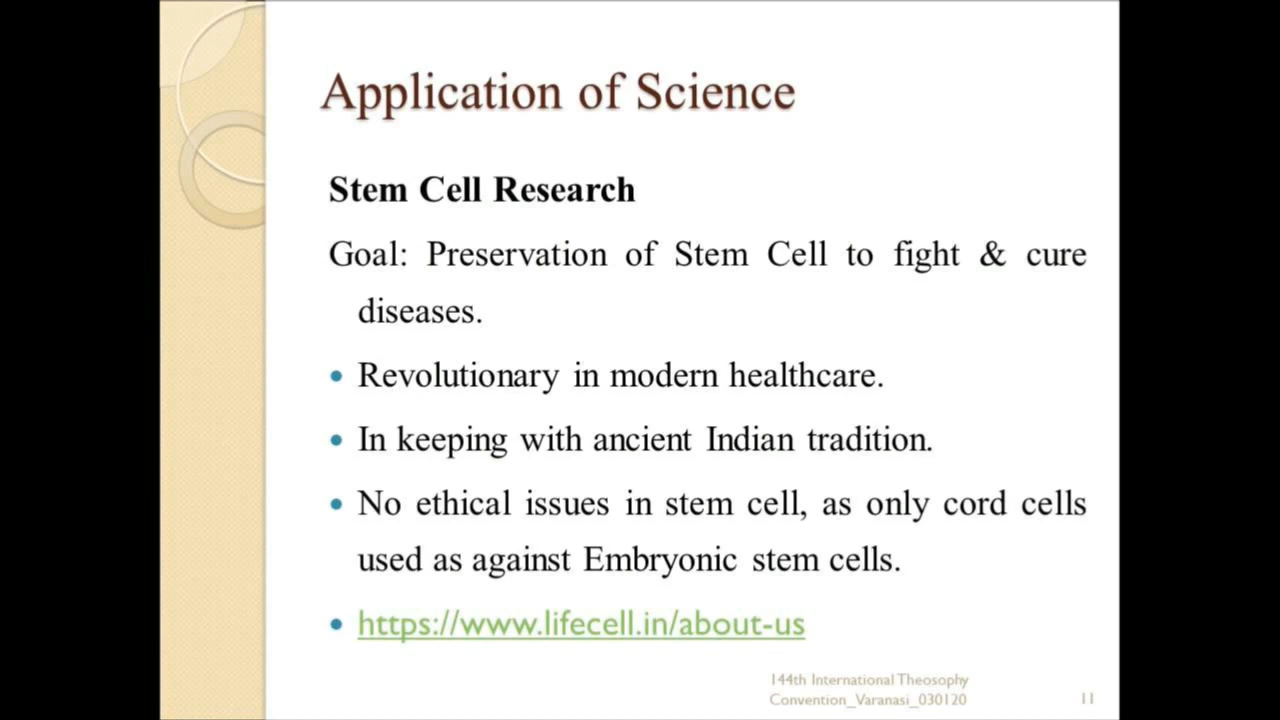 Application of Science
Stem Cell Research
Goal: Preservation of Stem Cell to fight & cure
diseases.
• Revolutionary in modern healthcare.
• In keeping with ancient Indian tradition.
• No ethical issues in stem cell, as only cord cells
used as against Embryonic stem cells.
• https://www.lifecell.in/about-us
144th International Theosophy
Convention_Varanasi_030120
11